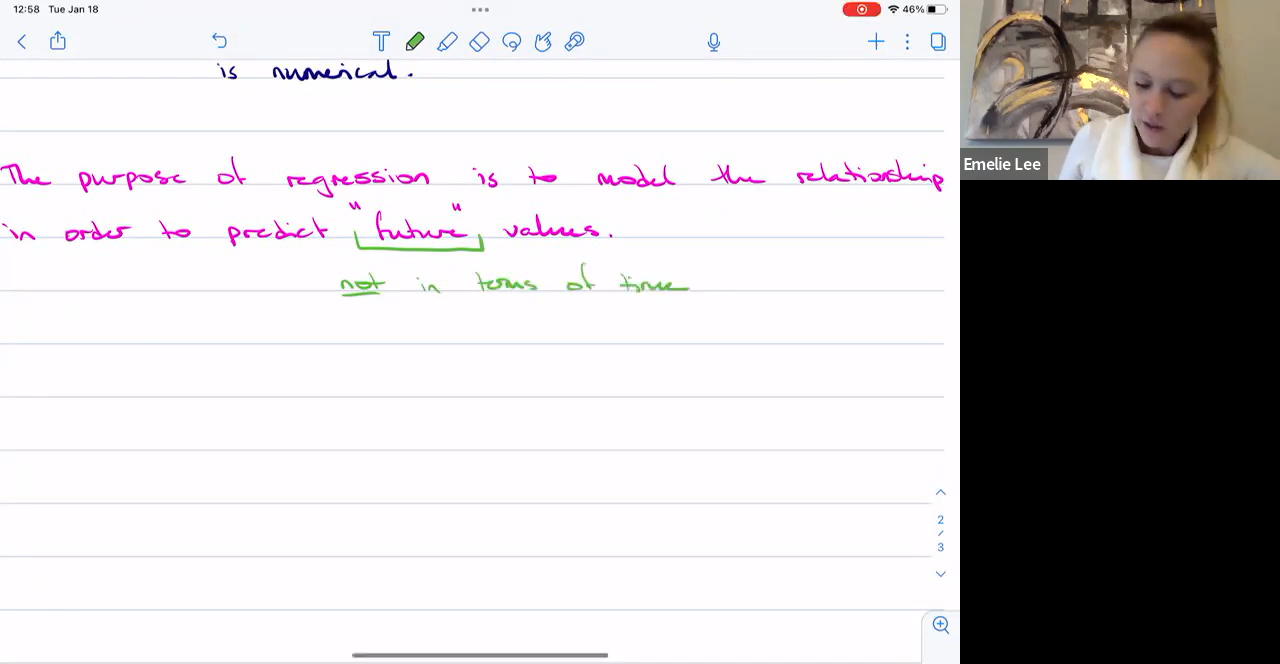 12:58 Tue Jan 18
46%
is numerical.
The purpose of regression is to model the relationship
in order to predict "future" values.
not in terms of time
2
/
3
Emelie Lee